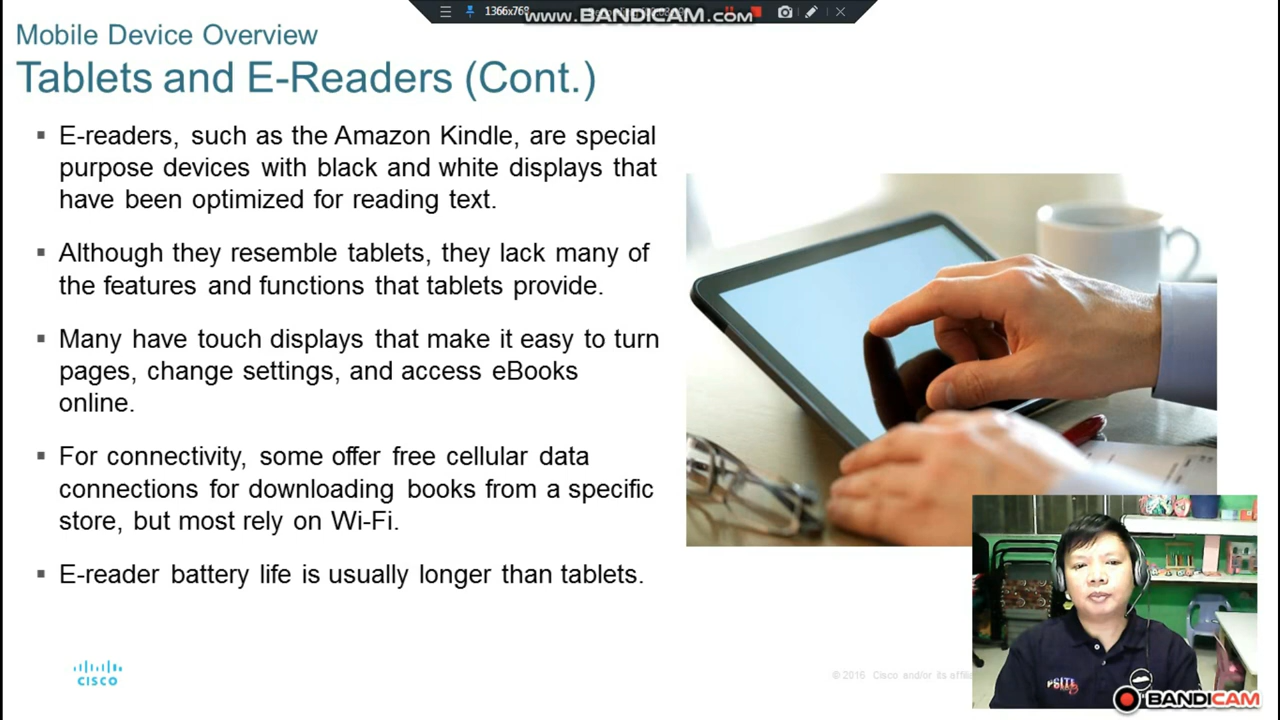 1366x768
www.BANDICAM.com
Mobile Device Overview
Tablets and E-Readers (Cont.)
▪ E-readers, such as the Amazon Kindle, are special
purpose devices with black and white displays that
have been optimized for reading text.
▪ Although they resemble tablets, they lack many of
the features and functions that tablets provide.
▪ Many have touch displays that make it easy to turn
pages, change settings, and access eBooks
online.
▪ For connectivity, some offer free cellular data
connections for downloading books from a specific
store, but most rely on Wi-Fi.
▪ E-reader battery life is usually longer than tablets.
CISCO
© 2016 Cisco and/or its
BANDICAM